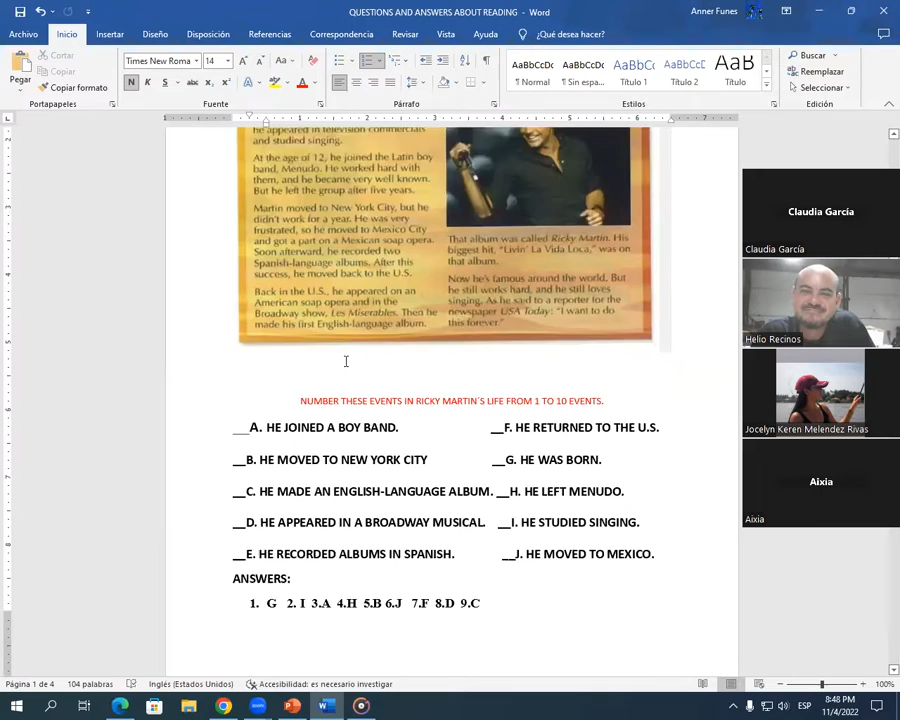 QUESTIONS AND ANSWERS ABOUT READING - Word
Anner Funes
Archivo Inicio Insertar Diseño Disposición Referencias Correspondencia Revisar Vista Ayuda ¿Qué desea hacer?
Pegar
Cortar
Copiar
Copiar formato
Portapapeles
Times New Roma 14
N K S abc x₂ x²
Fuente
Párrafo
AaBbCcDc ¶ Normal
AaBbCcDc ¶ Sin espa...
AaBbC Título 1
AaBbCcD Título 2
AaB Título
Estilos
Buscar
Reemplazar
Seleccionar
Edición
he appeared in television commercials
and studied singing.
At the age of 12, he joined the Latin boy
band, Menudo. He worked hard with
them, and he became very well known.
But he left the group after five years.
Martin moved to New York City, but he
didn't work for a year. He was very
frustrated, so he moved to Mexico City
and got a part on a Mexican soap opera.
Soon afterward, he recorded two
Spanish-language albums. After this
success, he moved back to the U.S.
Back in the U.S., he appeared on an
American soap opera and in the
Broadway show, Les Miserables. Then he
made his first English-language album.
That album was called Ricky Martin. His
biggest hit, "Livin' La Vida Loca," was on
that album.
Now he's famous around the world. But
he still works hard, and he still loves
singing. As he said to a reporter for the
newspaper USA Today: "I want to do
this forever."
NUMBER THESE EVENTS IN RICKY MARTIN´S LIFE FROM 1 TO 10 EVENTS.
___A. HE JOINED A BOY BAND. __F. HE RETURNED TO THE U.S.
__B. HE MOVED TO NEW YORK CITY __G. HE WAS BORN.
__C. HE MADE AN ENGLISH-LANGUAGE ALBUM. __H. HE LEFT MENUDO.
__D. HE APPEARED IN A BROADWAY MUSICAL. __I. HE STUDIED SINGING.
__E. HE RECORDED ALBUMS IN SPANISH. __J. HE MOVED TO MEXICO.
ANSWERS:
1. G 2. I 3.A 4.H 5.B 6.J 7.F 8.D 9.C
Claudia García
Claudia García
Helio Recinos
Jocelyn Keren Melendez Rivas
Aixia
Aixia
Página 1 de 4 104 palabras Inglés (Estados Unidos) Accesibilidad: es necesario investigar 100%
ESP
8:48 PM
11/4/2022